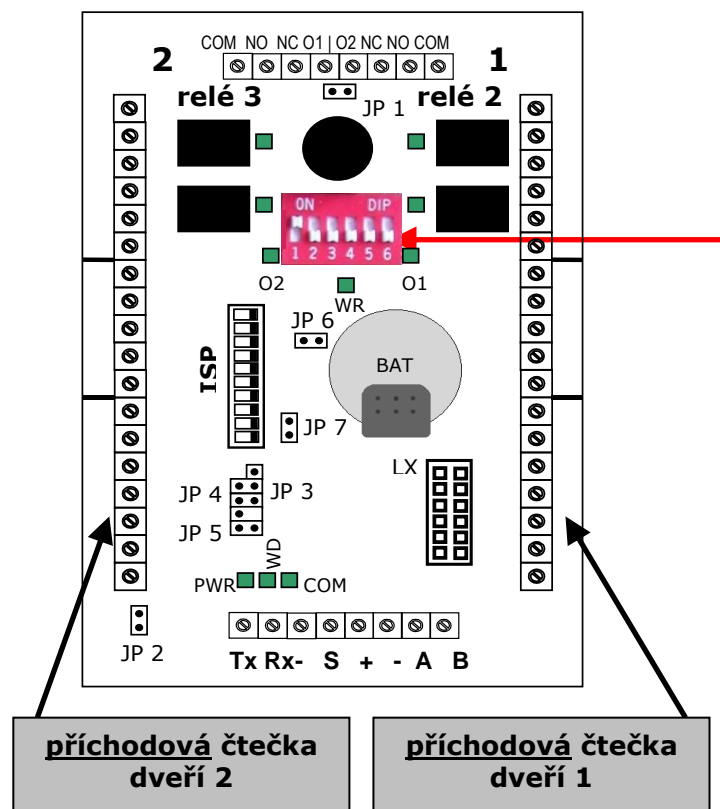 COM NO NC O1 | O2 NC NO COM
2 1
relé 3 relé 2
JP 1
ON DIP
1 2 3 4 5 6
O2 O1
WR
JP 6
BAT
ISP
JP 7
LX
JP 4 JP 3
JP 5
WD
PWR COM
JP 2
Tx Rx- S + - A B
příchodová čtečka
dveří 2
příchodová čtečka
dveří 1